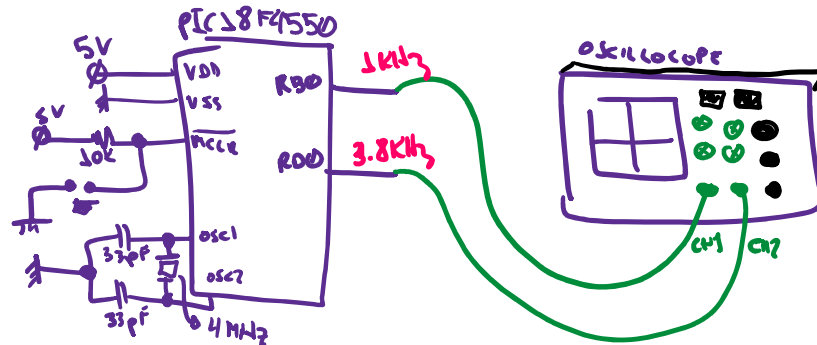 PIC18F4550
5V
VDD
VSS
5V
10K
MCLR
RB0
1KHz
RD0
3.8KHz
OSC1
33pF
OSC2
33pF
4MHZ
OSCILLOCOPE
CH1
CH2